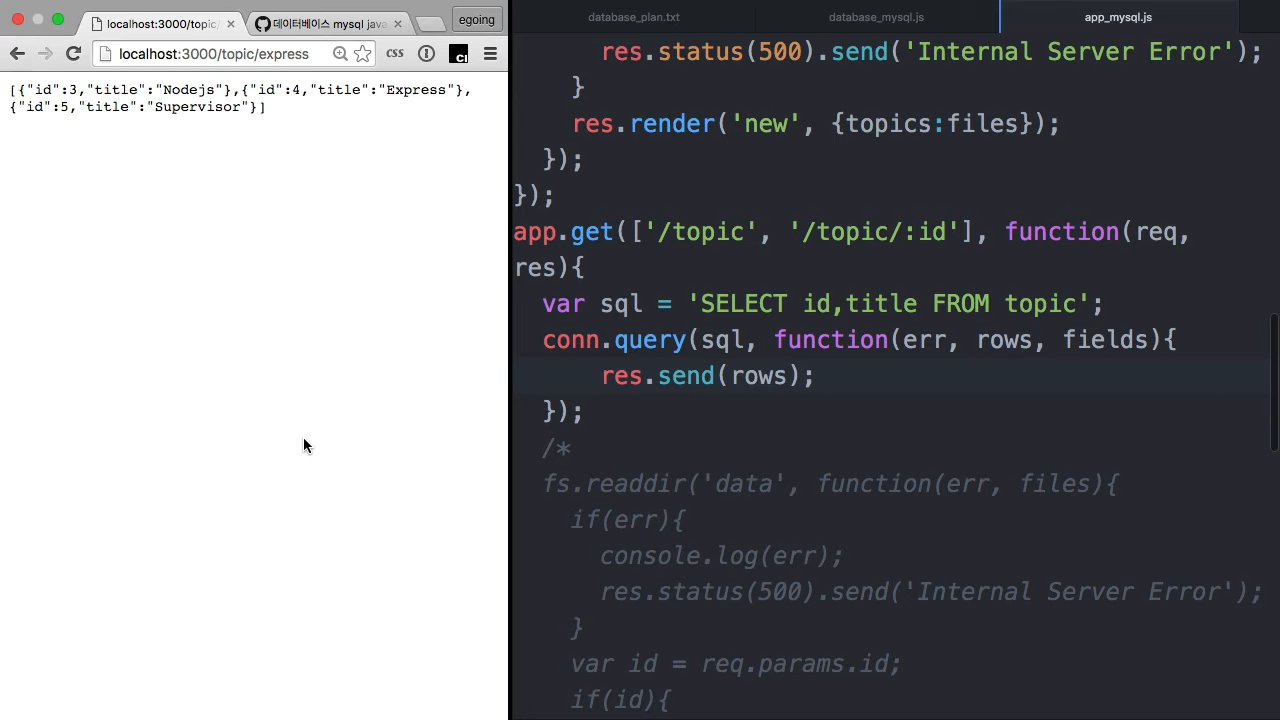 localhost:3000/topic/
데이터베이스 mysql java
egoing
localhost:3000/topic/express
css
[{"id":3,"title":"Nodejs"},{"id":4,"title":"Express"},
{"id":5,"title":"Supervisor"}]
database_plan.txt
database_mysql.js
app_mysql.js
res.status(500).send('Internal Server Error');
}
res.render('new', {topics:files});
});
});
app.get(['/topic', '/topic/:id'], function(req,
res){
var sql = 'SELECT id,title FROM topic';
conn.query(sql, function(err, rows, fields){
res.send(rows);
});
/*
fs.readdir('data', function(err, files){
if(err){
console.log(err);
res.status(500).send('Internal Server Error');
}
var id = req.params.id;
if(id){